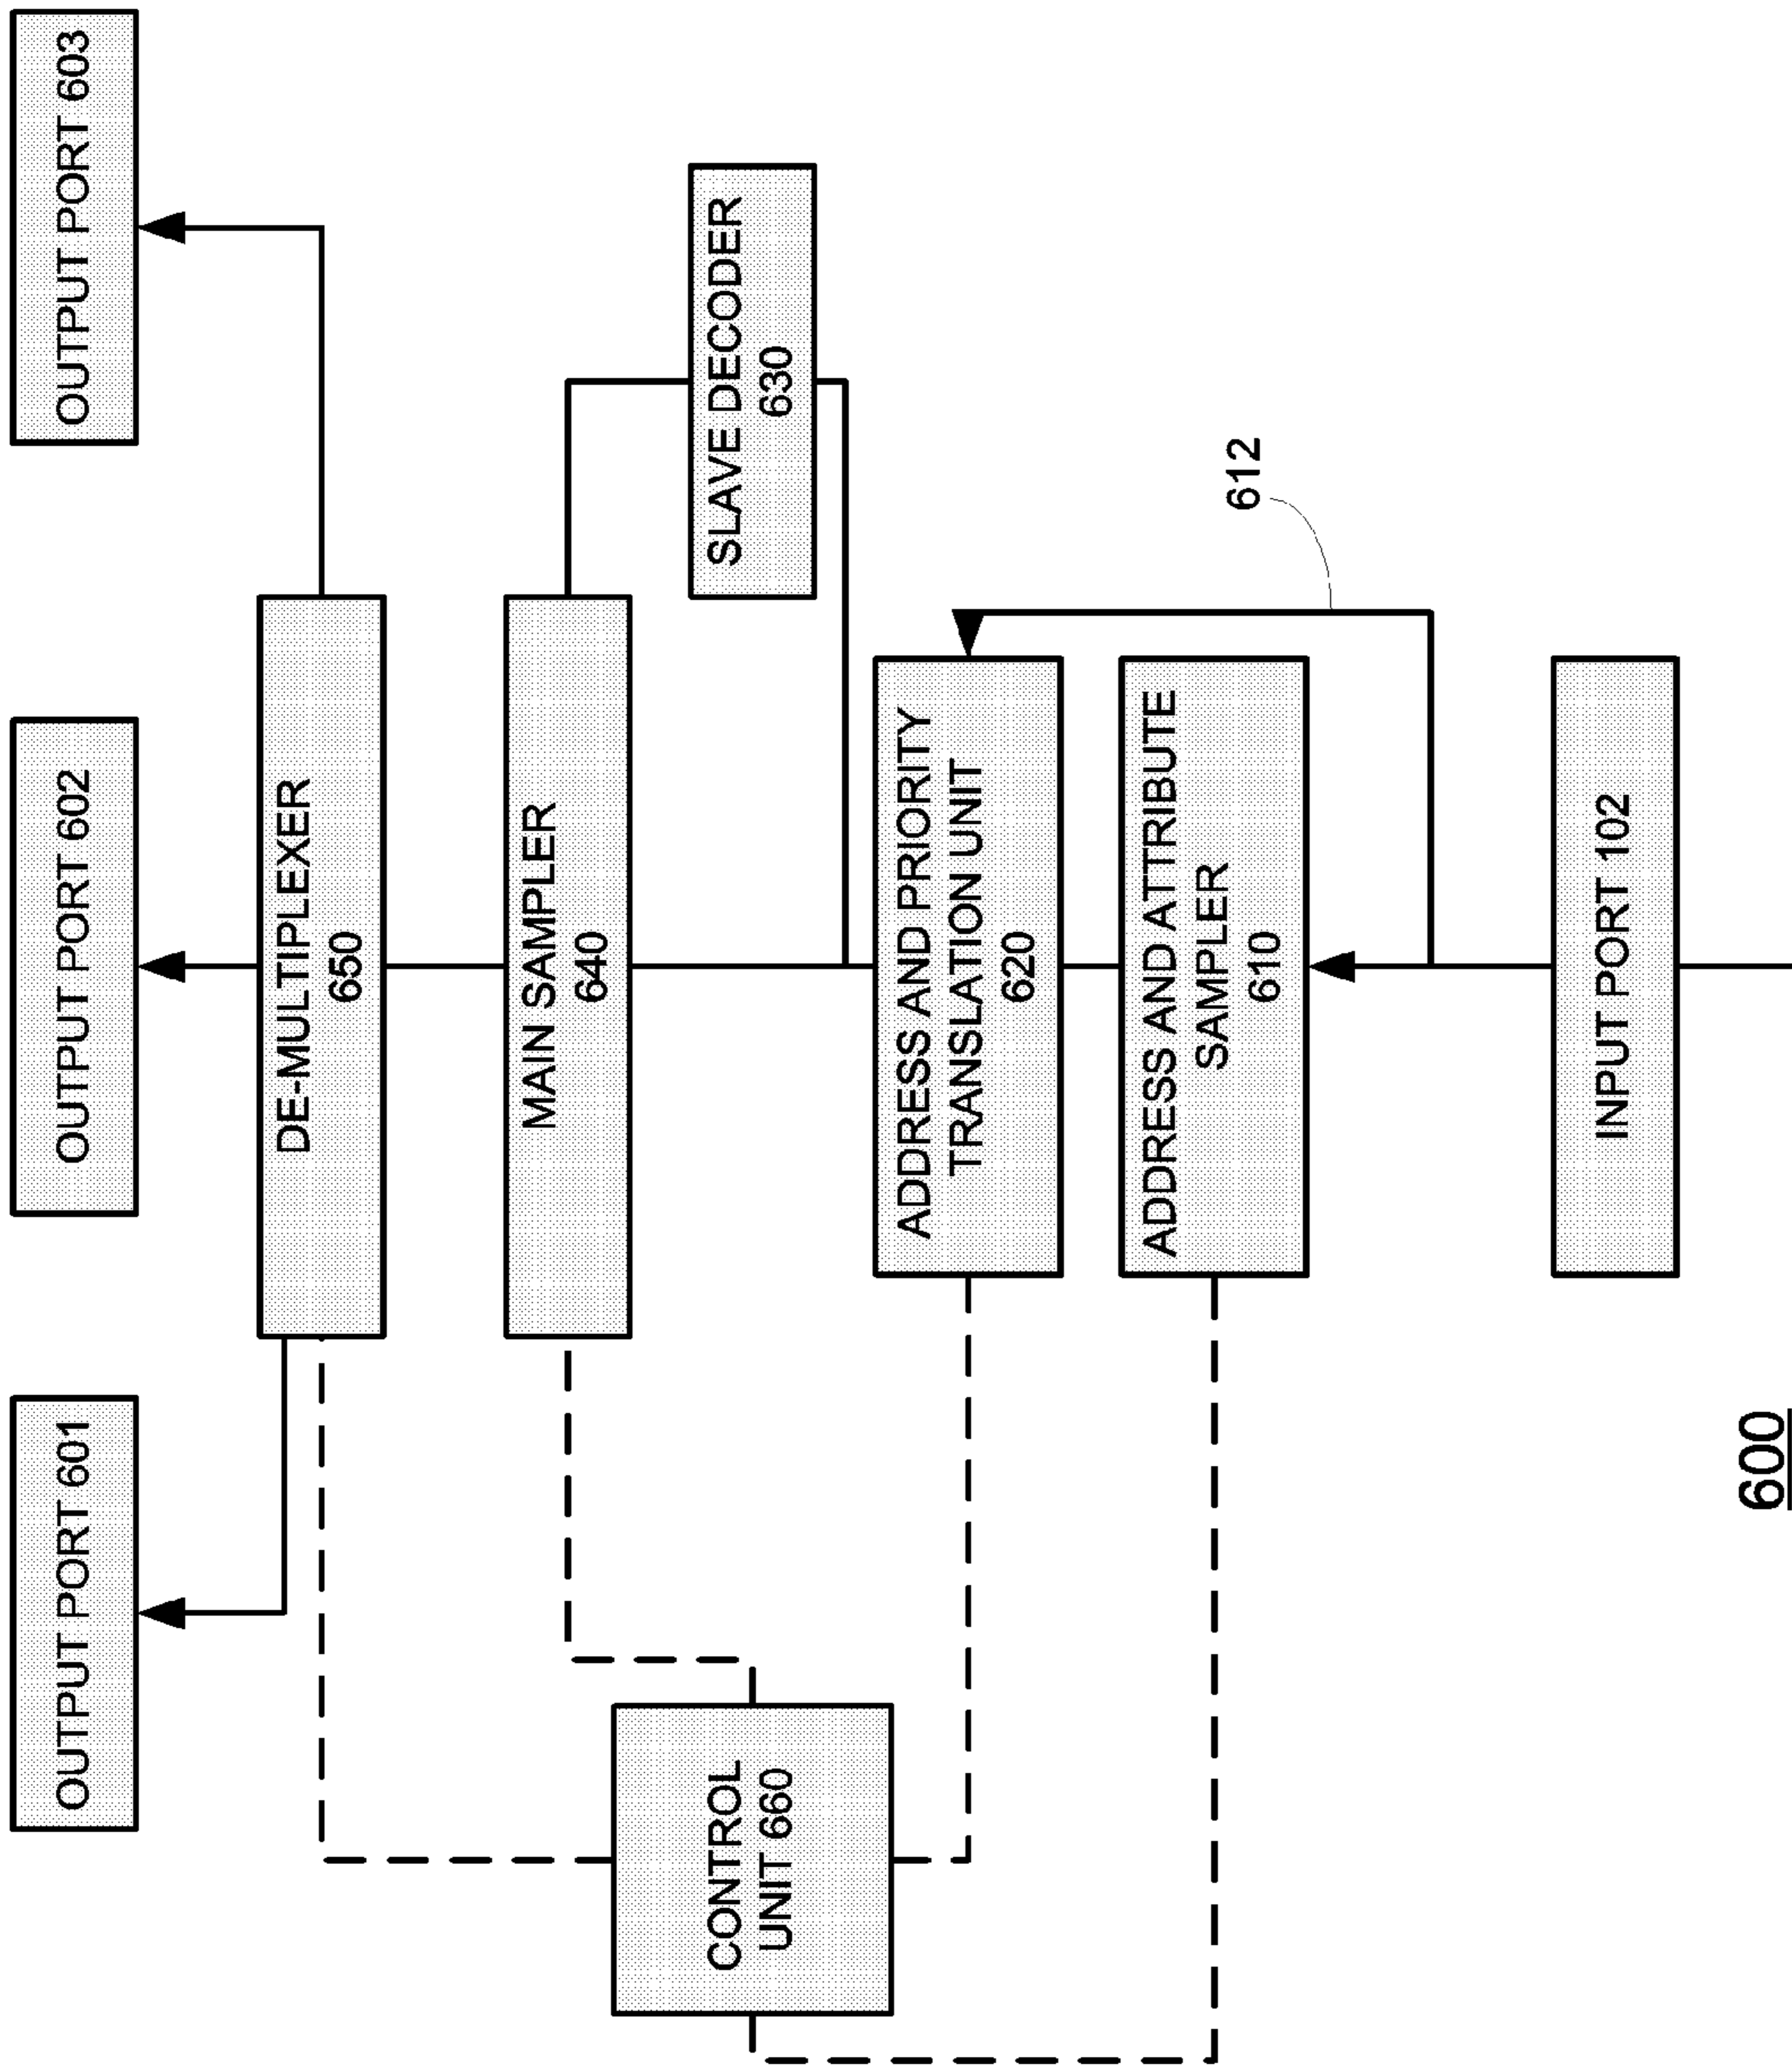 OUTPUT PORT 601
OUTPUT PORT 602
OUTPUT PORT 603
DE-MULTIPLEXER
650
MAIN SAMPLER
640
SLAVE DECODER
630
CONTROL
UNIT 660
ADDRESS AND PRIORITY
TRANSLATION UNIT
620
ADDRESS AND ATTRIBUTE
SAMPLER
610
612
INPUT PORT 102
600